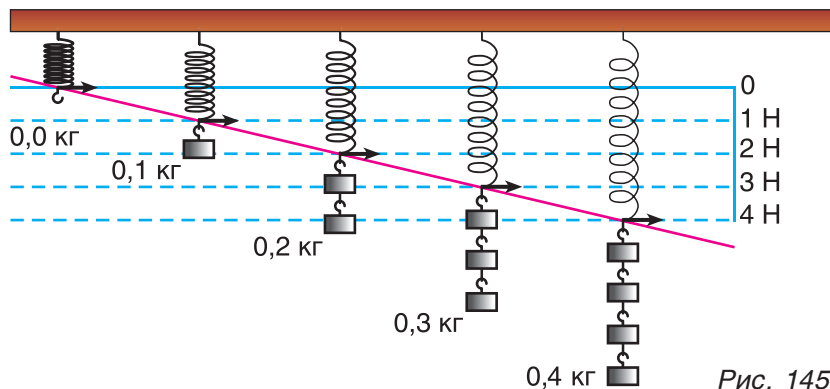 0
1 Н
0,0 кг
2 Н
0,1 кг
3 Н
4 Н
0,2 кг
0,3 кг
0,4 кг
Рис. 145